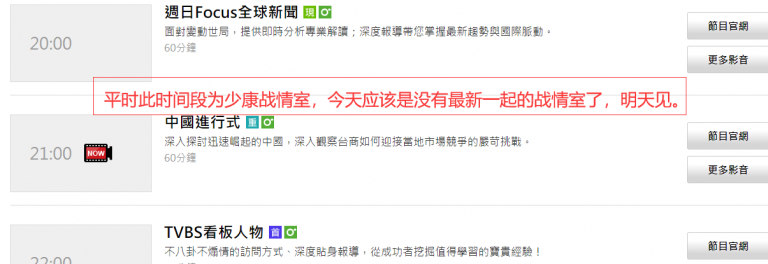 週日Focus全球新聞 現
20:00
面對變動世局，提供即時分析專業解讀；深度報導帶您掌握最新趨勢與國際脈動。
60分鐘
節目官網
更多影音
平时此时间段为少康战情室，今天应该是没有最新一起的战情室了，明天见。
中國進行式 重
21:00 NOW
深入探討迅速崛起的中國，深入觀察台商如何迎接當地市場競爭的嚴苛挑戰。
60分鐘
節目官網
更多影音
TVBS看板人物 首
22:00
不八卦不煽情的訪問方式、深度貼身報導，從成功者挖掘值得學習的寶貴經驗！
節目官網